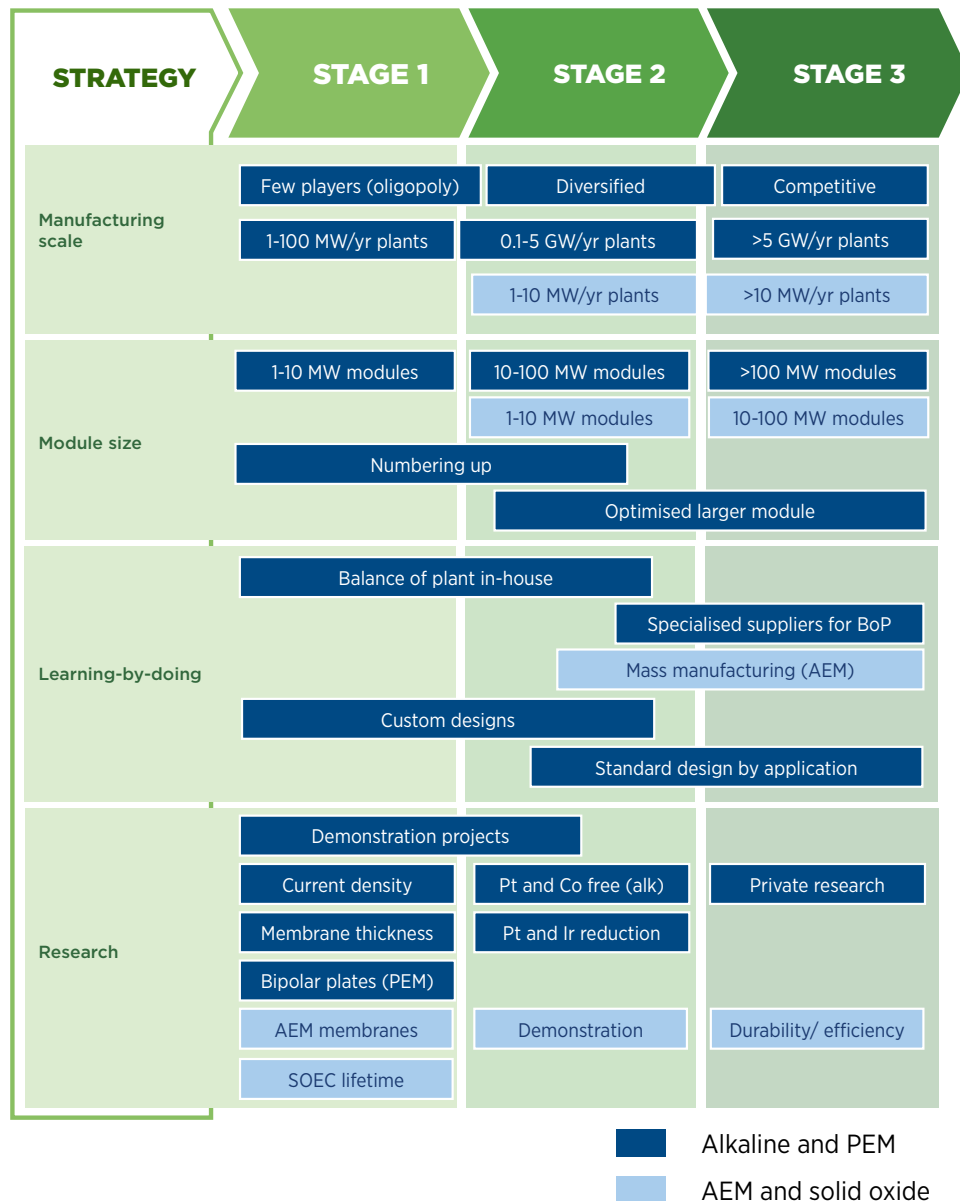 STRATEGY
STAGE 1
STAGE 2
STAGE 3
Manufacturing
scale
Few players (oligopoly)
Diversified
Competitive
1-100 MW/yr plants
0.1-5 GW/yr plants
>5 GW/yr plants
1-10 MW/yr plants
>10 MW/yr plants
Module size
1-10 MW modules
10-100 MW modules
>100 MW modules
1-10 MW modules
10-100 MW modules
Numbering up
Optimised larger module
Learning-by-doing
Balance of plant in-house
Specialised suppliers for BoP
Mass manufacturing (AEM)
Custom designs
Standard design by application
Research
Demonstration projects
Current density
Pt and Co free (alk)
Private research
Membrane thickness
Pt and Ir reduction
Bipolar plates (PEM)
AEM membranes
Demonstration
Durability/ efficiency
SOEC lifetime
Alkaline and PEM
AEM and solid oxide